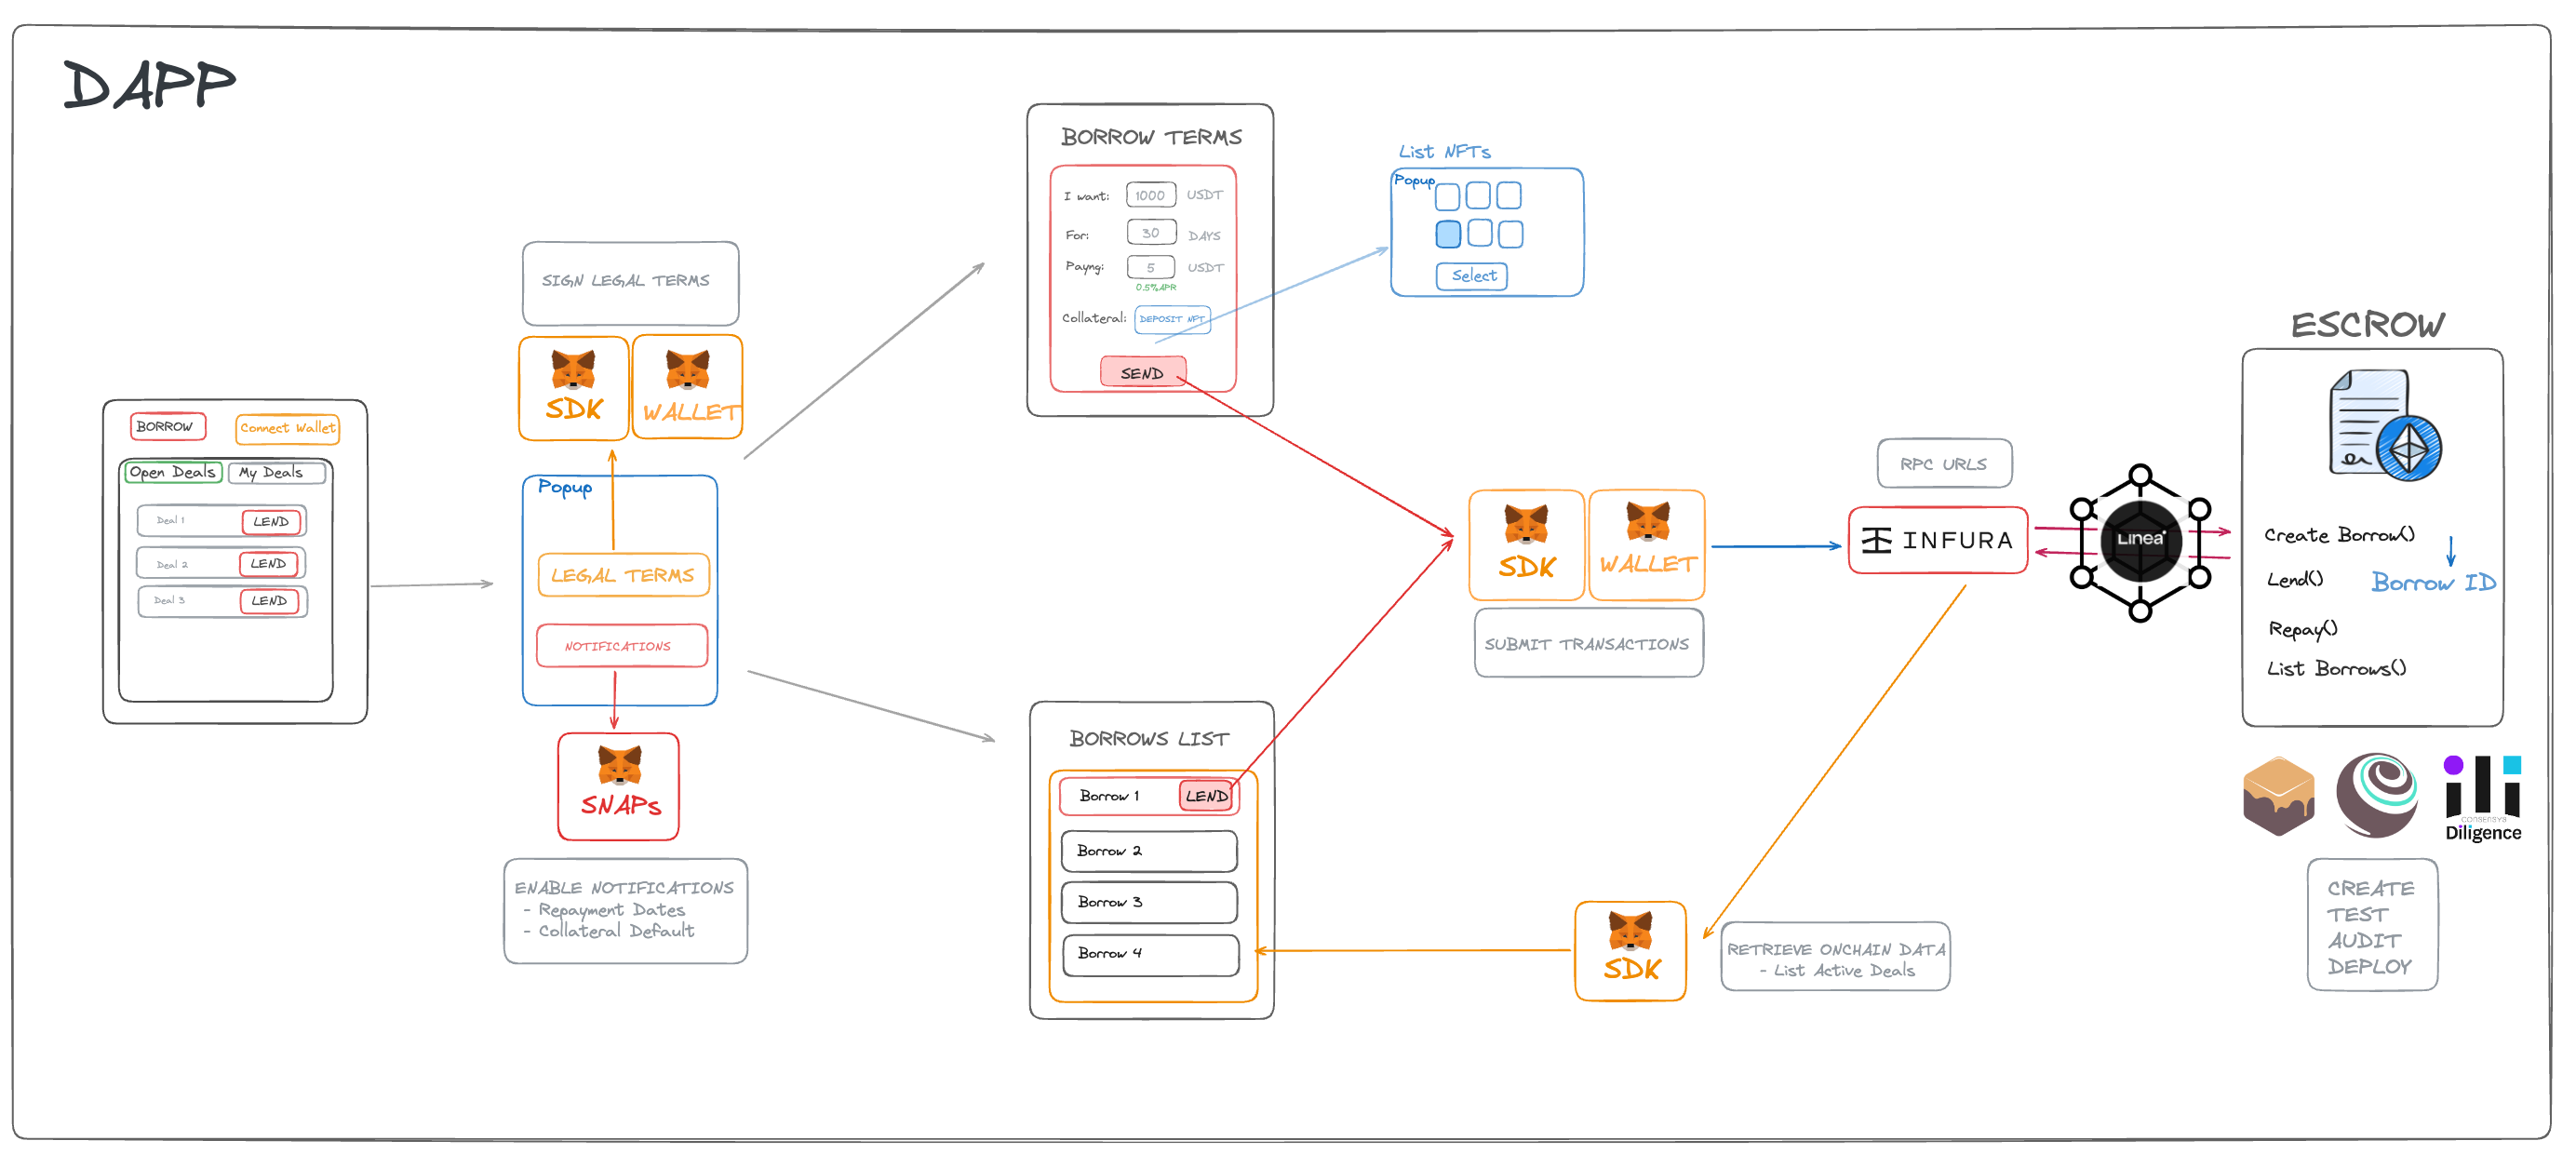 DAPP
BORROW
Connect Wallet
Open Deals
My Deals
Deal 1
LEND
Deal 2
LEND
Deal 3
LEND
SIGN LEGAL TERMS
SDK
WALLET
Popup
LEGAL TERMS
NOTIFICATIONS
SNAPs
ENABLE NOTIFICATIONS
- Repayment Dates
- Collateral Default
BORROW TERMS
I want: 1000 USDT
For: 30 DAYS
Payng: 5 USDT
0.5%APR
Collateral: DEPOSIT NFT
SEND
List NFTs
Popup
Select
BORROWS LIST
Borrow 1
LEND
Borrow 2
Borrow 3
Borrow 4
SDK
WALLET
SUBMIT TRANSACTIONS
RPC URLS
INFURA
Linea
SDK
RETRIEVE ONCHAIN DATA
- List Active Deals
ESCROW
Create Borrow()
Lend()
Borrow ID
Repay()
List Borrows()
CONSENSYS
Diligence
CREATE
TEST
AUDIT
DEPLOY